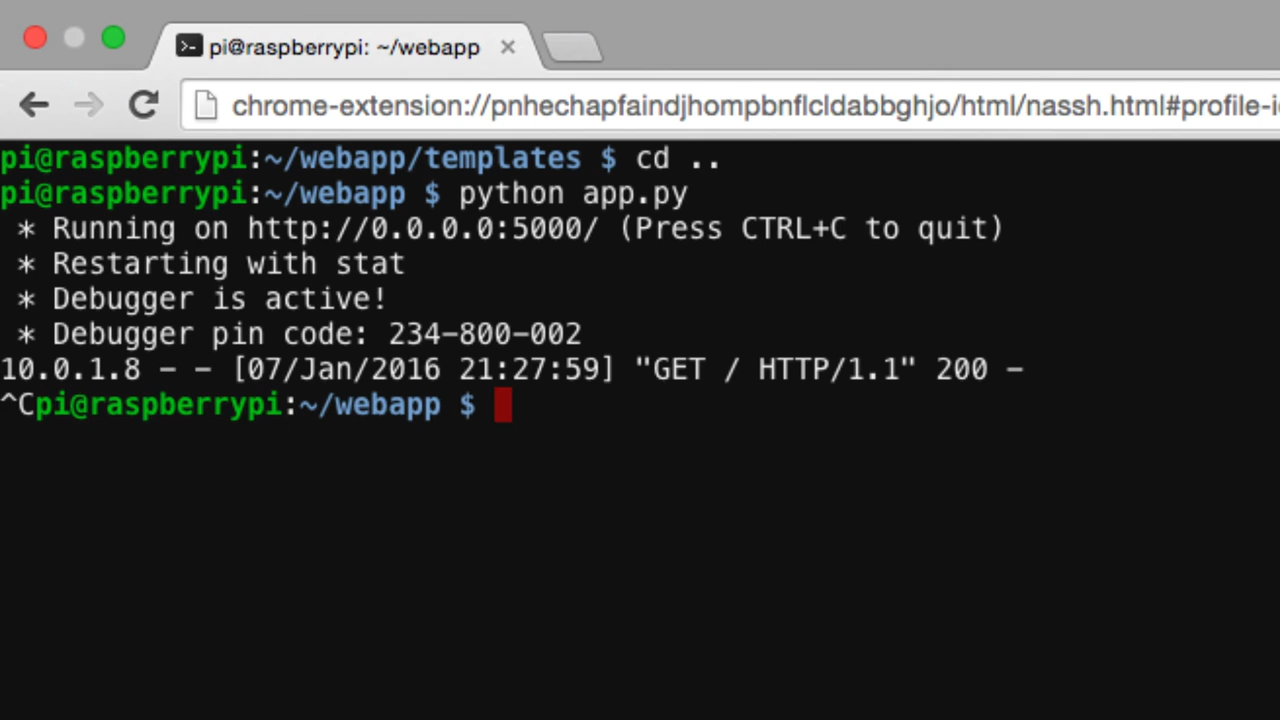 pi@raspberrypi: ~/webapp
chrome-extension://pnhechapfaindjhompbnflcldabbghjo/html/nassh.html#profile-i
pi@raspberrypi:~/webapp/templates $ cd ..
pi@raspberrypi:~/webapp $ python app.py
 * Running on http://0.0.0.0:5000/ (Press CTRL+C to quit)
 * Restarting with stat
 * Debugger is active!
 * Debugger pin code: 234-800-002
10.0.1.8 - - [07/Jan/2016 21:27:59] "GET / HTTP/1.1" 200 -
^Cpi@raspberrypi:~/webapp $